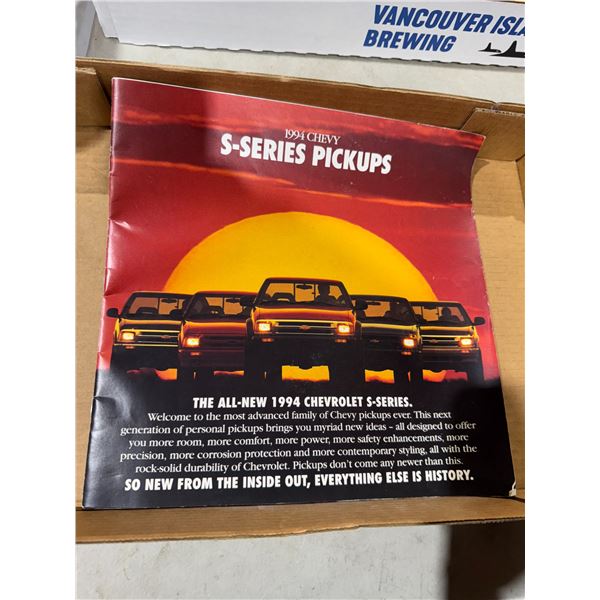 VANCOUVER ISLA
BREWING
1994 CHEVY
S-SERIES PICKUPS
THE ALL-NEW 1994 CHEVROLET S-SERIES.
Welcome to the most advanced family of Chevy pickups ever. This next
generation of personal pickups brings you myriad new ideas – all designed to offer
you more room, more comfort, more power, more safety enhancements, more
precision, more corrosion protection and more contemporary styling, all with the
rock-solid durability of Chevrolet. Pickups don't come any newer than this.
SO NEW FROM THE INSIDE OUT, EVERYTHING ELSE IS HISTORY.